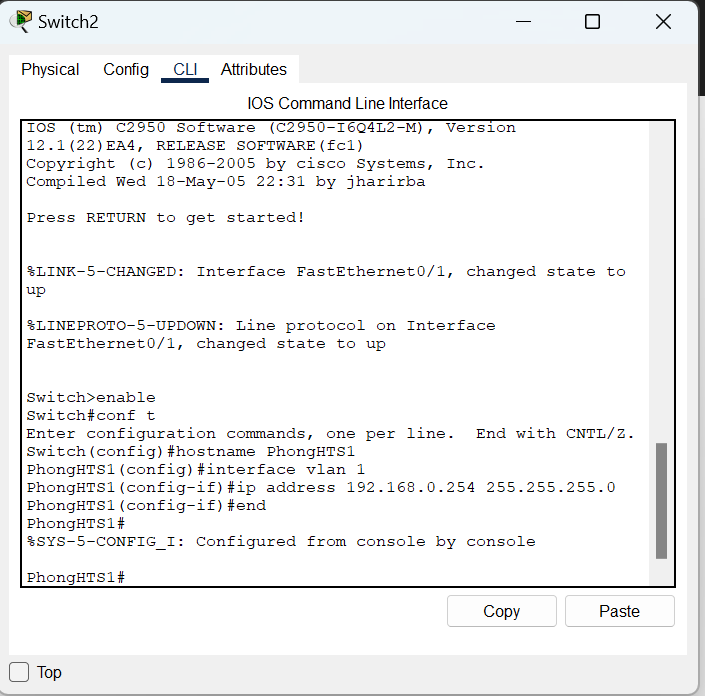 Switch2
Physical Config CLI Attributes
IOS Command Line Interface
IOS (tm) C2950 Software (C2950-I6Q4L2-M), Version
12.1(22)EA4, RELEASE SOFTWARE(fc1)
Copyright (c) 1986-2005 by cisco Systems, Inc.
Compiled Wed 18-May-05 22:31 by jharirba
Press RETURN to get started!
%LINK-5-CHANGED: Interface FastEthernet0/1, changed state to
up
%LINEPROTO-5-UPDOWN: Line protocol on Interface
FastEthernet0/1, changed state to up
Switch>enable
Switch#conf t
Enter configuration commands, one per line.  End with CNTL/Z.
Switch(config)#hostname PhongHTS1
PhongHTS1(config)#interface vlan 1
PhongHTS1(config-if)#ip address 192.168.0.254 255.255.255.0
PhongHTS1(config-if)#end
PhongHTS1#
%SYS-5-CONFIG_I: Configured from console by console
PhongHTS1#
Copy Paste
Top